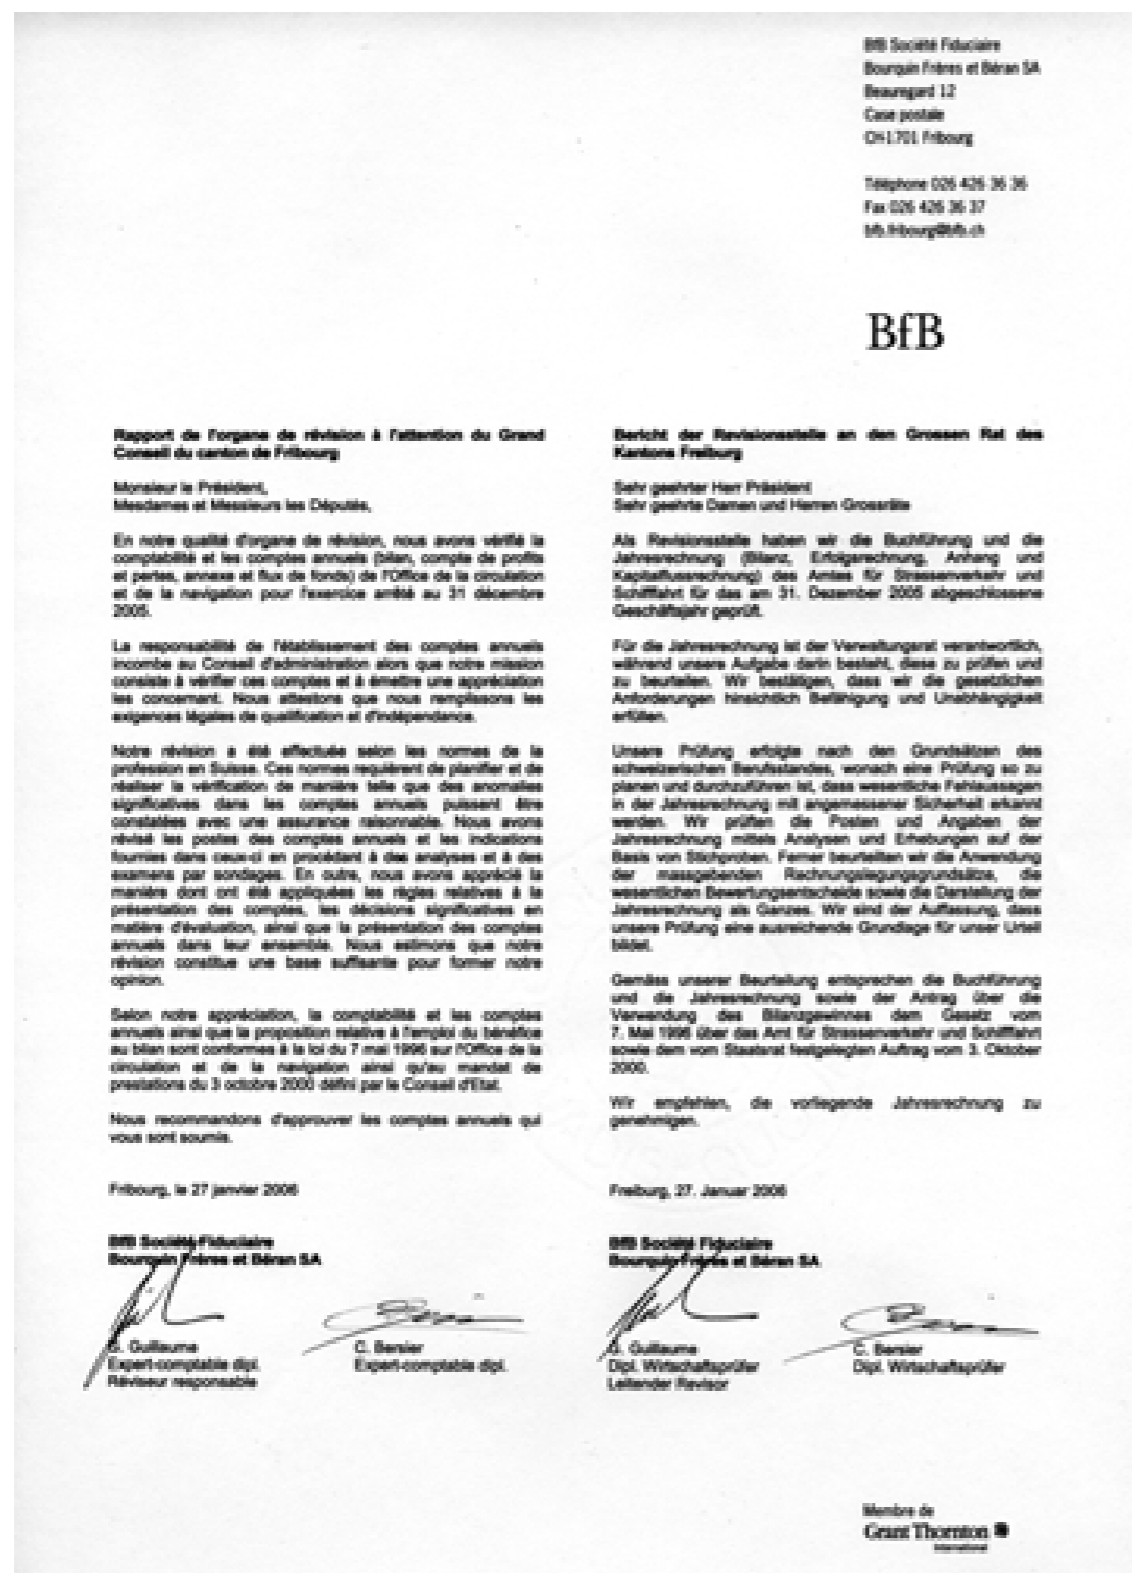 BfB Société Fiduciaire
Bourquin Frères et Béran SA
Beauregard 12
Case postale
CH-1701 Fribourg
Téléphone 026 426 36 36
Fax 026 426 36 37
bfb.fribourg@bfb.ch
BfB
Rapport de l'organe de révision à l'attention du Grand
Conseil du canton de Fribourg
Monsieur le Président,
Mesdames et Messieurs les Députés,
En notre qualité d'organe de révision, nous avons vérifié la
comptabilité et les comptes annuels (bilan, compte de profits
et pertes, annexe et flux de fonds) de l'Office de la circulation
et de la navigation pour l'exercice arrêté au 31 décembre
2005.
La responsabilité de l'établissement des comptes annuels
incombe au Conseil d'administration alors que notre mission
consiste à vérifier ces comptes et à émettre une appréciation
les concernant. Nous attestons que nous remplissons les
exigences légales de qualification et d'indépendance.
Notre révision a été effectuée selon les normes de la
profession en Suisse. Ces normes requièrent de planifier et de
réaliser la vérification de manière telle que des anomalies
significatives dans les comptes annuels puissent être
constatées avec une assurance raisonnable. Nous avons
révisé les postes des comptes annuels et les indications
fournies dans ceux-ci en procédant à des analyses et à des
examens par sondages. En outre, nous avons apprécié la
manière dont ont été appliquées les règles relatives à la
présentation des comptes, les décisions significatives en
matière d'évaluation, ainsi que la présentation des comptes
annuels dans leur ensemble. Nous estimons que notre
révision constitue une base suffisante pour former notre
opinion.
Selon notre appréciation, la comptabilité et les comptes
annuels ainsi que la proposition relative à l'emploi du bénéfice
au bilan sont conformes à la loi du 7 mai 1996 sur l'Office de la
circulation et de la navigation ainsi qu'au mandat de
prestations du 3 octobre 2000 défini par le Conseil d'Etat.
Nous recommandons d'approuver les comptes annuels qui
vous sont soumis.
Fribourg, le 27 janvier 2006
BfB Société Fiduciaire
Bourquin Frères et Béran SA
G. Guillaume
Expert-comptable dipl.
Réviseur responsable
C. Bersier
Expert-comptable dipl.
Bericht der Revisionsstelle an den Grossen Rat des
Kantons Freiburg
Sehr geehrter Herr Präsident
Sehr geehrte Damen und Herren Grossräte
Als Revisionsstelle haben wir die Buchführung und die
Jahresrechnung (Bilanz, Erfolgsrechnung, Anhang und
Kapitalflussrechnung) des Amtes für Strassenverkehr und
Schifffahrt für das am 31. Dezember 2005 abgeschlossene
Geschäftsjahr geprüft.
Für die Jahresrechnung ist der Verwaltungsrat verantwortlich,
während unsere Aufgabe darin besteht, diese zu prüfen und
zu beurteilen. Wir bestätigen, dass wir die gesetzlichen
Anforderungen hinsichtlich Befähigung und Unabhängigkeit
erfüllen.
Unsere Prüfung erfolgte nach den Grundsätzen des
schweizerischen Berufsstandes, wonach eine Prüfung so zu
planen und durchzuführen ist, dass wesentliche Fehlaussagen
in der Jahresrechnung mit angemessener Sicherheit erkannt
werden. Wir prüften die Posten und Angaben der
Jahresrechnung mittels Analysen und Erhebungen auf der
Basis von Stichproben. Ferner beurteilten wir die Anwendung
der massgebenden Rechnungslegungsgrundsätze, die
wesentlichen Bewertungsentscheide sowie die Darstellung der
Jahresrechnung als Ganzes. Wir sind der Auffassung, dass
unsere Prüfung eine ausreichende Grundlage für unser Urteil
bildet.
Gemäss unserer Beurteilung entsprechen die Buchführung
und die Jahresrechnung sowie der Antrag über die
Verwendung des Bilanzgewinnes dem Gesetz vom
7. Mai 1996 über das Amt für Strassenverkehr und Schifffahrt
sowie dem vom Staatsrat festgelegten Auftrag vom 3. Oktober
2000.
Wir empfehlen, die vorliegende Jahresrechnung zu
genehmigen.
Freiburg, 27. Januar 2006
BfB Société Fiduciaire
Bourquin Frères et Béran SA
G. Guillaume
Dipl. Wirtschaftsprüfer
Leitender Revisor
C. Bersier
Dipl. Wirtschaftsprüfer
Membre de
Grant Thornton
International